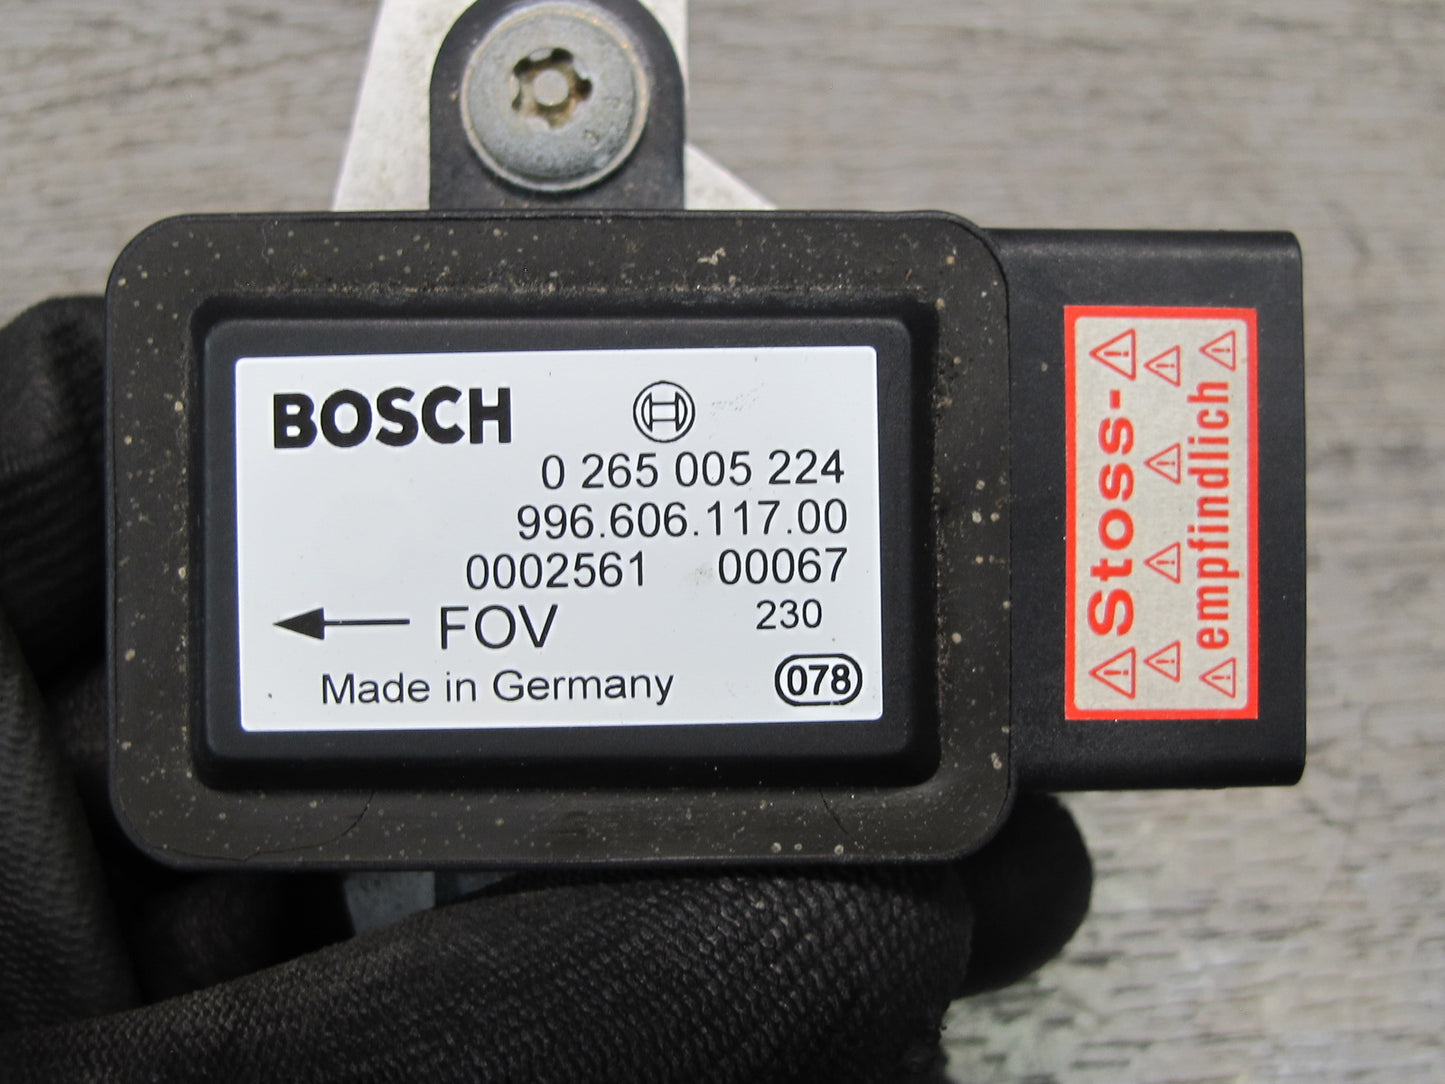 BOSCH
0 265 005 224
996.606.117.00
0002561 00067
FOV 230
Made in Germany 078
Stoss-
empfindlich